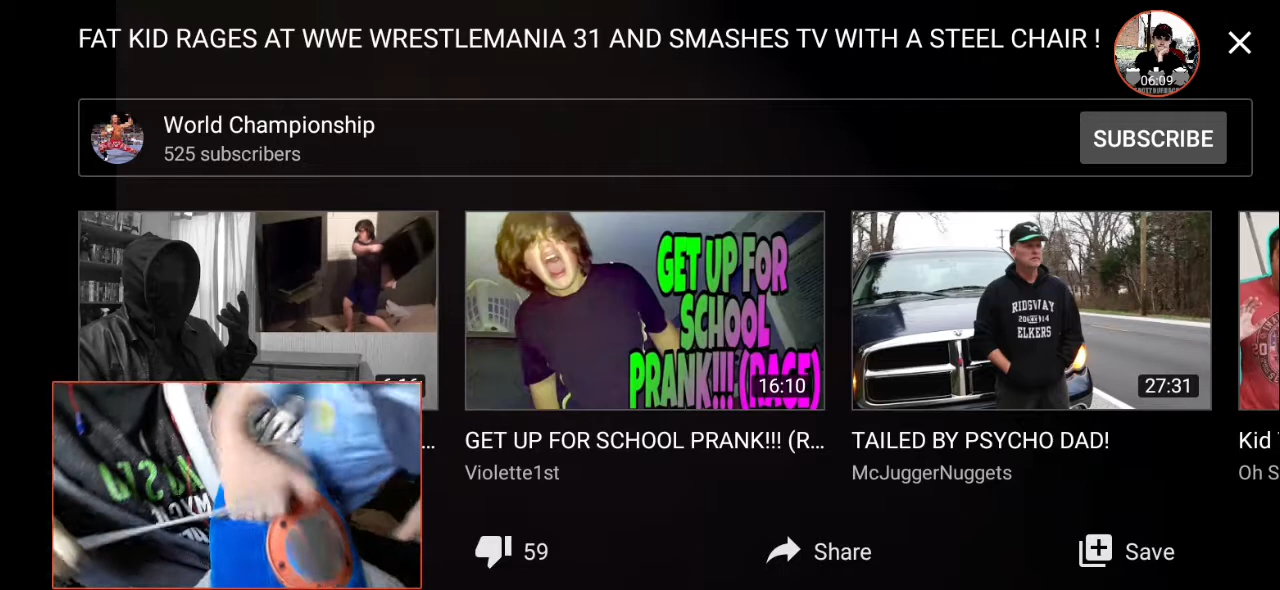 FAT KID RAGES AT WWE WRESTLEMANIA 31 AND SMASHES TV WITH A STEEL CHAIR !
06:09
World Championship
525 subscribers
SUBSCRIBE
GET UP FOR
SCHOOL
PRANK!!! (RAGE)
16:10
RIDGWAY
ELKERS
27:31
...
GET UP FOR SCHOOL PRANK!!! (R...
TAILED BY PSYCHO DAD!
Kid
Violette1st
McJuggerNuggets
Oh S
59
Share
Save